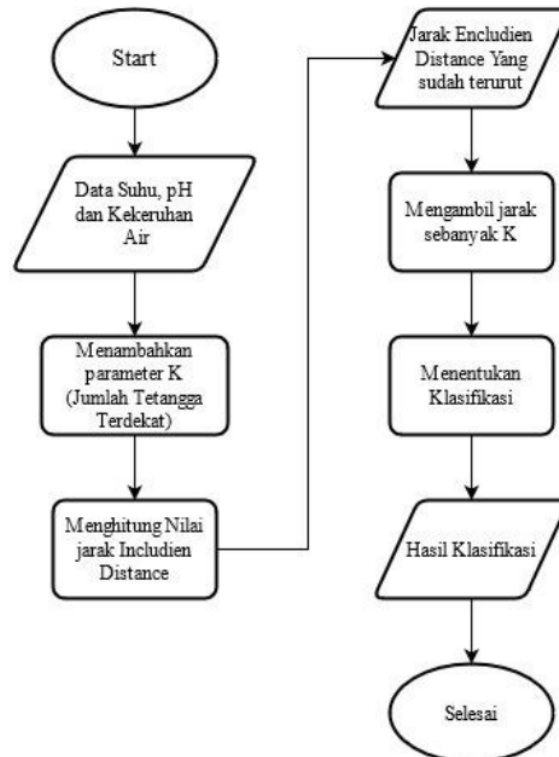 Start
Data Suhu, pH
dan Kekeruhan
Air
Menambahkan
parameter K
(Jumlah Tetangga
Terdekat)
Menghitung Nilai
jarak Includien
Distance
Jarak Encludien
Distance Yang
sudah terurut
Mengambil jarak
sebanyak K
Menentukan
Klasifikasi
Hasil Klasifikasi
Selesai